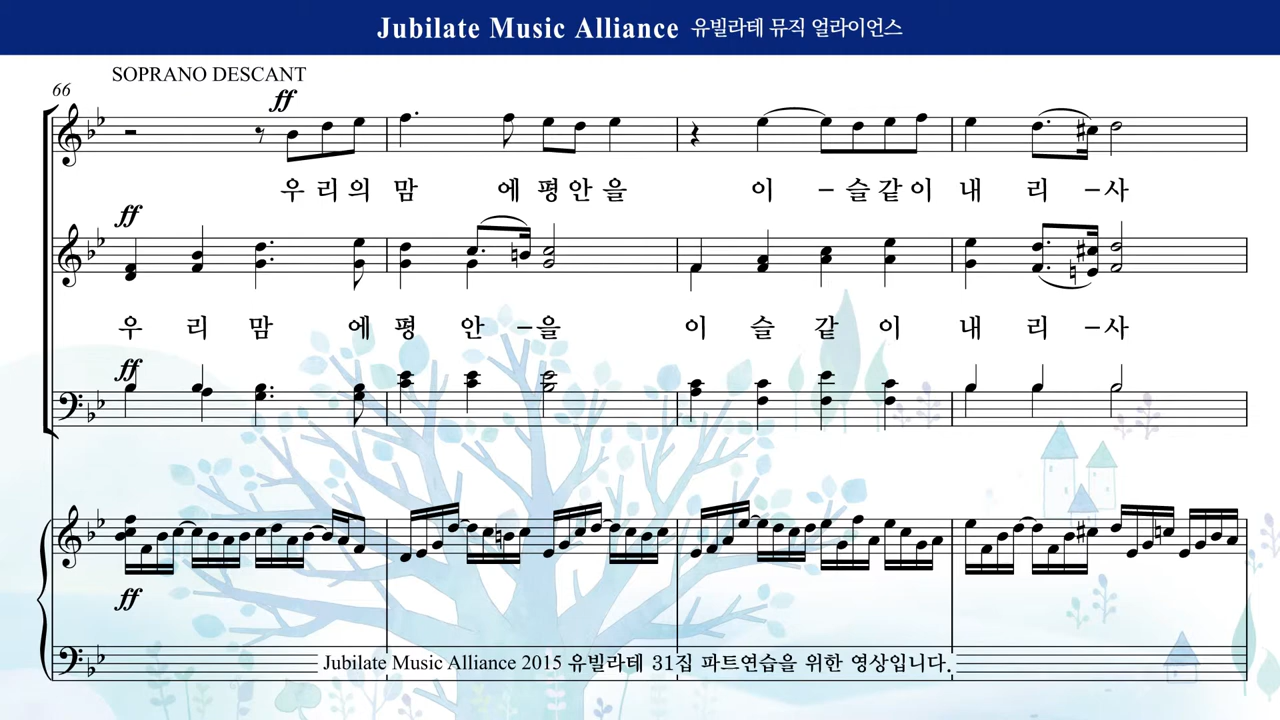 Jubilate Music Alliance 유빌라테 뮤직 얼라이언스
SOPRANO DESCANT
66
ff
우 리 의 맘 에 평 안 을 이 - 슬 같 이 내 리 - 사
ff
우 리 맘 에 평 안 - 을 이 슬 같 이 내 리 - 사
ff
ff
Jubilate Music Alliance 2015 유빌라테 31집 파트연습을 위한 영상입니다.